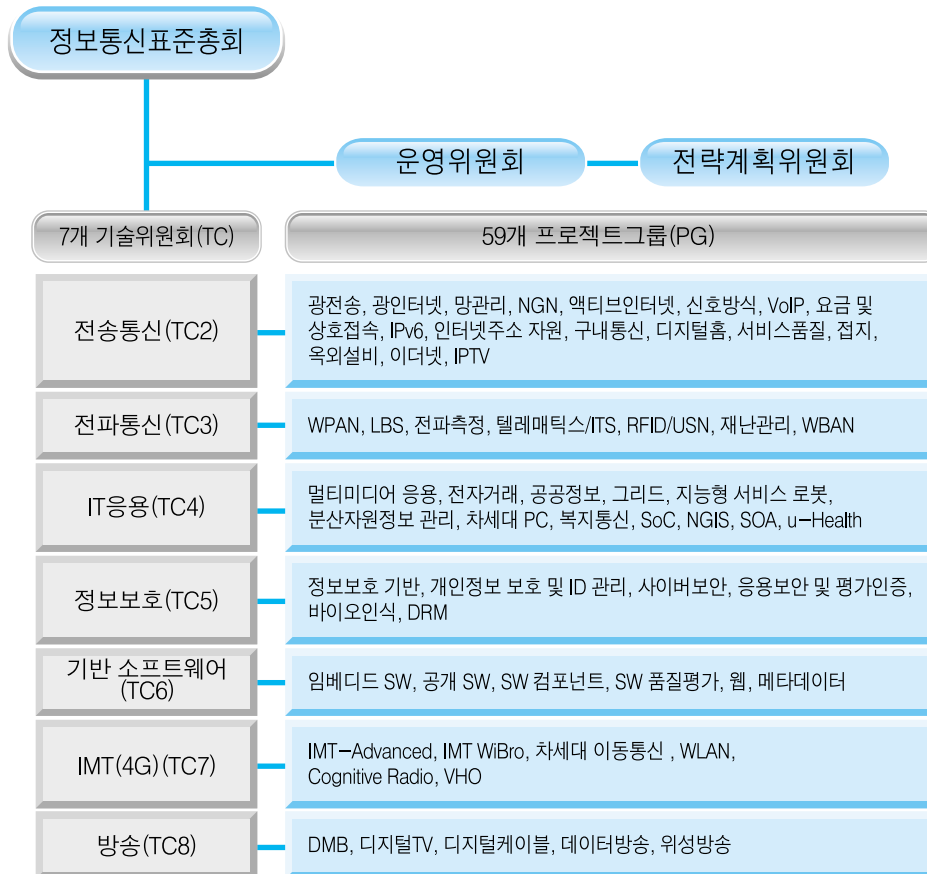 정보통신표준총회
운영위원회
전략계획위원회
7개 기술위원회(TC)
59개 프로젝트그룹(PG)
전송통신(TC2)
광전송, 광인터넷, 망관리, NGN, 액티브인터넷, 신호방식, VoIP, 요금 및
상호접속, IPv6, 인터넷주소 자원, 구내통신, 디지털홈, 서비스품질, 접지,
옥외설비, 이더넷, IPTV
전파통신(TC3)
WPAN, LBS, 전파측정, 텔레매틱스/ITS, RFID/USN, 재난관리, WBAN
IT응용(TC4)
멀티미디어 응용, 전자거래, 공공정보, 그리드, 지능형 서비스 로봇,
분산자원정보 관리, 차세대 PC, 복지통신, SoC, NGIS, SOA, u-Health
정보보호(TC5)
정보보호 기반, 개인정보 보호 및 ID 관리, 사이버보안, 응용보안 및 평가인증,
바이오인식, DRM
기반 소프트웨어
(TC6)
임베디드 SW, 공개 SW, SW 컴포넌트, SW 품질평가, 웹, 메타데이터
IMT(4G)(TC7)
IMT-Advanced, IMT WiBro, 차세대 이동통신 , WLAN,
Cognitive Radio, VHO
방송(TC8)
DMB, 디지털TV, 디지털케이블, 데이터방송, 위성방송